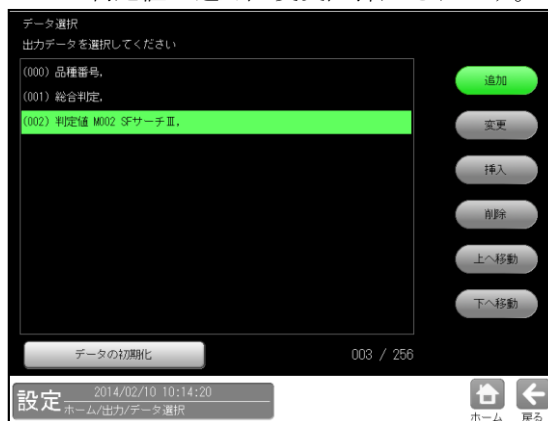 データ選択
出力データを選択してください
(000) 品種番号,
(001) 総合判定,
(002) 判定値 M002 SFサーチⅢ,
追加
変更
挿入
削除
上へ移動
下へ移動
データの初期化
003 / 256
設定
2014/02/10 10:14:20
ホーム/出力/データ選択
ホーム
戻る